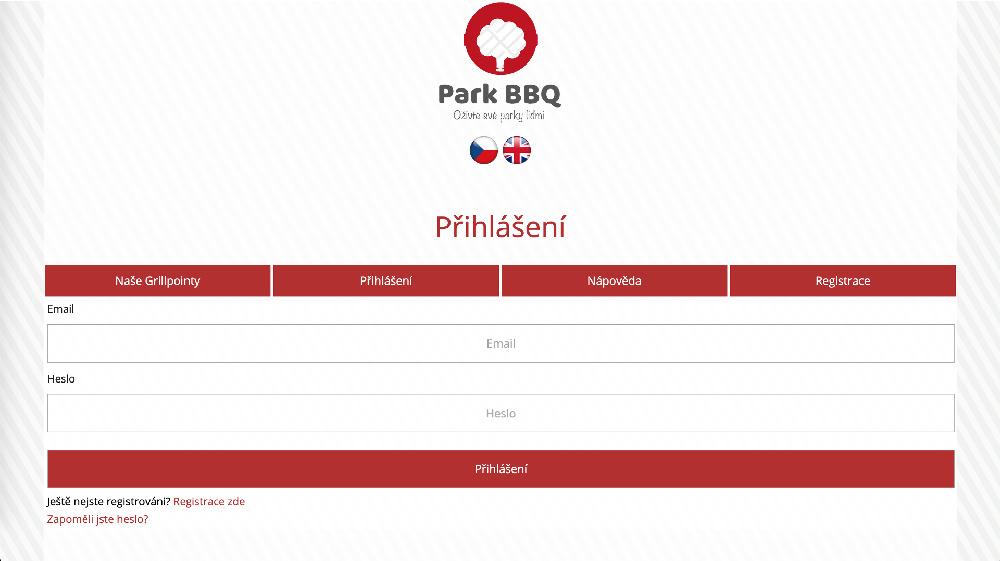 Park BBQ
Oživte své parky lidmi
Přihlášení
Naše Grillpointy
Přihlášení
Nápověda
Registrace
Email
Email
Heslo
Heslo
Přihlášení
Ještě nejste registrováni? Registrace zde
Zapoměli jste heslo?